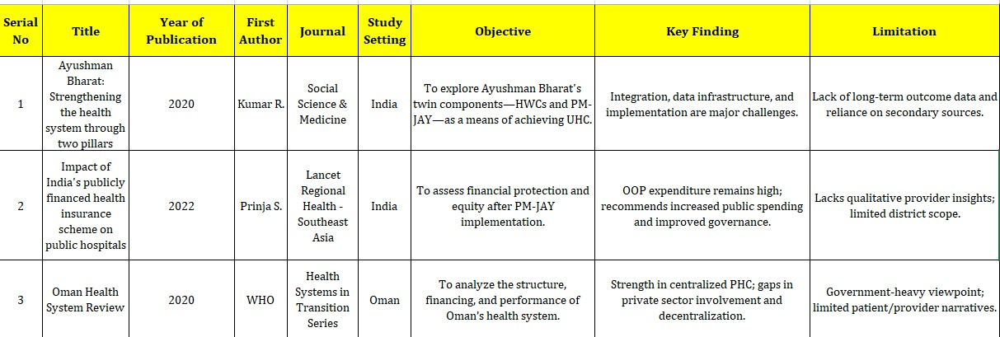 Serial No
Title
Year of Publication
First Author
Journal
Study Setting
Objective
Key Finding
Limitation
1
Ayushman
Bharat:
Strengthening
the health
system through
two pillars
2020
Kumar R.
Social
Science &
Medicine
India
To explore Ayushman Bharat's
twin components—HWCs and PM-
JAY—as a means of achieving UHC.
Integration, data infrastructure, and
implementation are major challenges.
Lack of long-term outcome data and
reliance on secondary sources.
2
Impact of
India's publicly
financed health
insurance
scheme on
public hospitals
2022
Prinja S.
Lancet
Regional
Health -
Southeast
Asia
India
To assess financial protection and
equity after PM-JAY
implementation.
OOP expenditure remains high;
recommends increased public spending
and improved governance.
Lacks qualitative provider insights;
limited district scope.
3
Oman Health
System Review
2020
WHO
Health
Systems in
Transition
Series
Oman
To analyze the structure,
financing, and performance of
Oman's health system.
Strength in centralized PHC; gaps in
private sector involvement and
decentralization.
Government-heavy viewpoint;
limited patient/provider narratives.